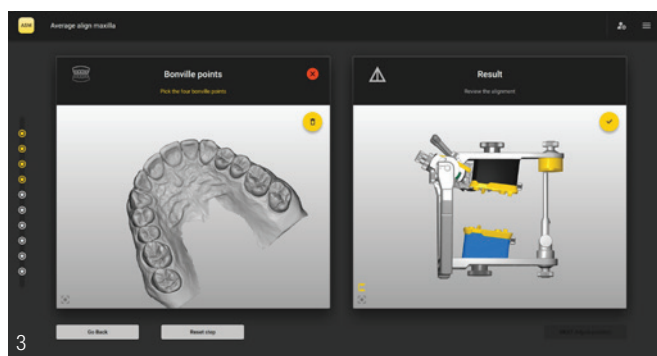 ASM
Average align maxilla
Bonville points
Pick the four bonville points
Result
Review the alignment
Go Back
Reset step
3